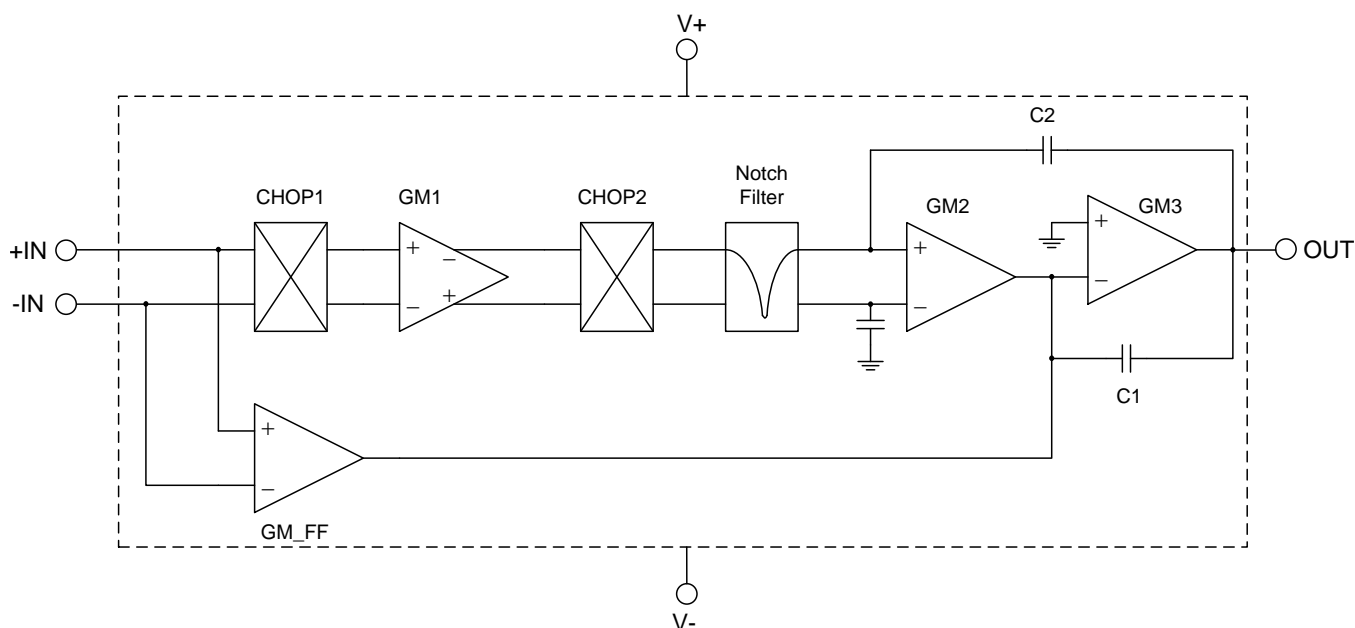 V+
C2
Notch
Filter
CHOP1
GM1
CHOP2
GM2
GM3
+IN
-IN
OUT
+
−
−
+
+
−
+
−
C1
+
−
GM_FF
V-